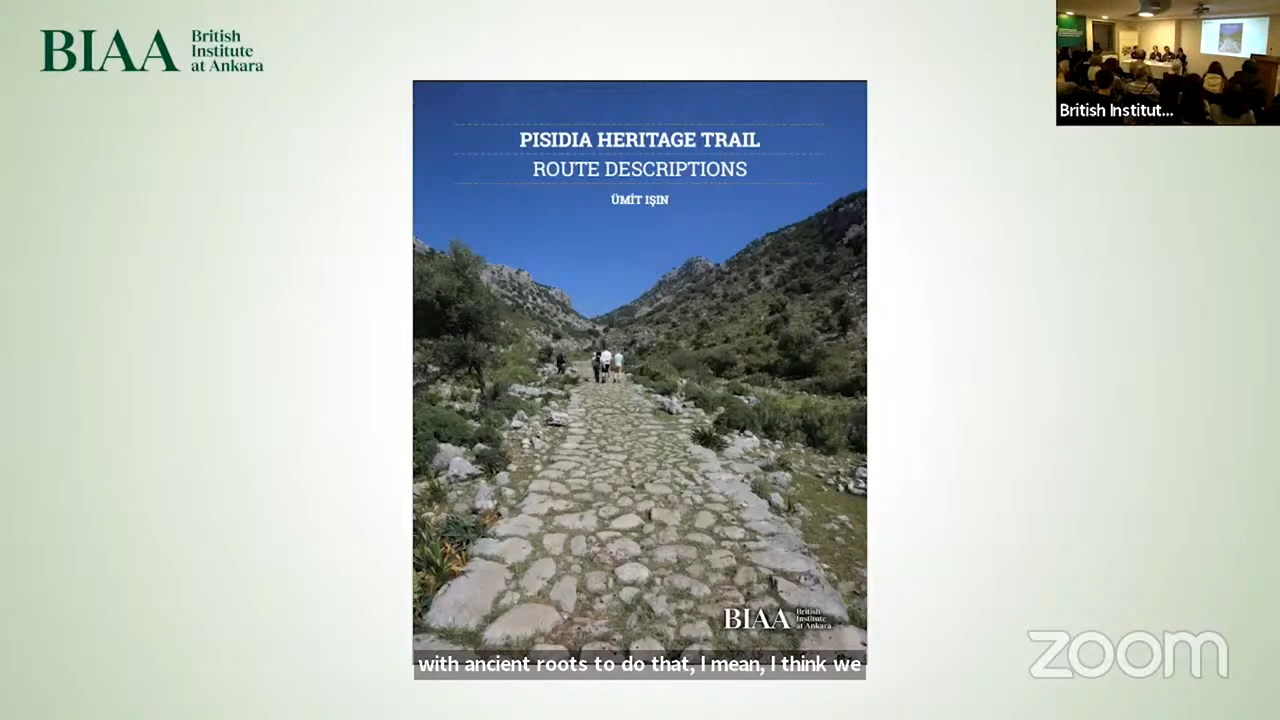 BIAA
British
Institute
at Ankara
British Institut...
PISIDIA HERITAGE TRAIL
ROUTE DESCRIPTIONS
ÜMİT IŞIN
BIAA
British
Institute
at Ankara
with ancient roots to do that, I mean, I think we
zoom